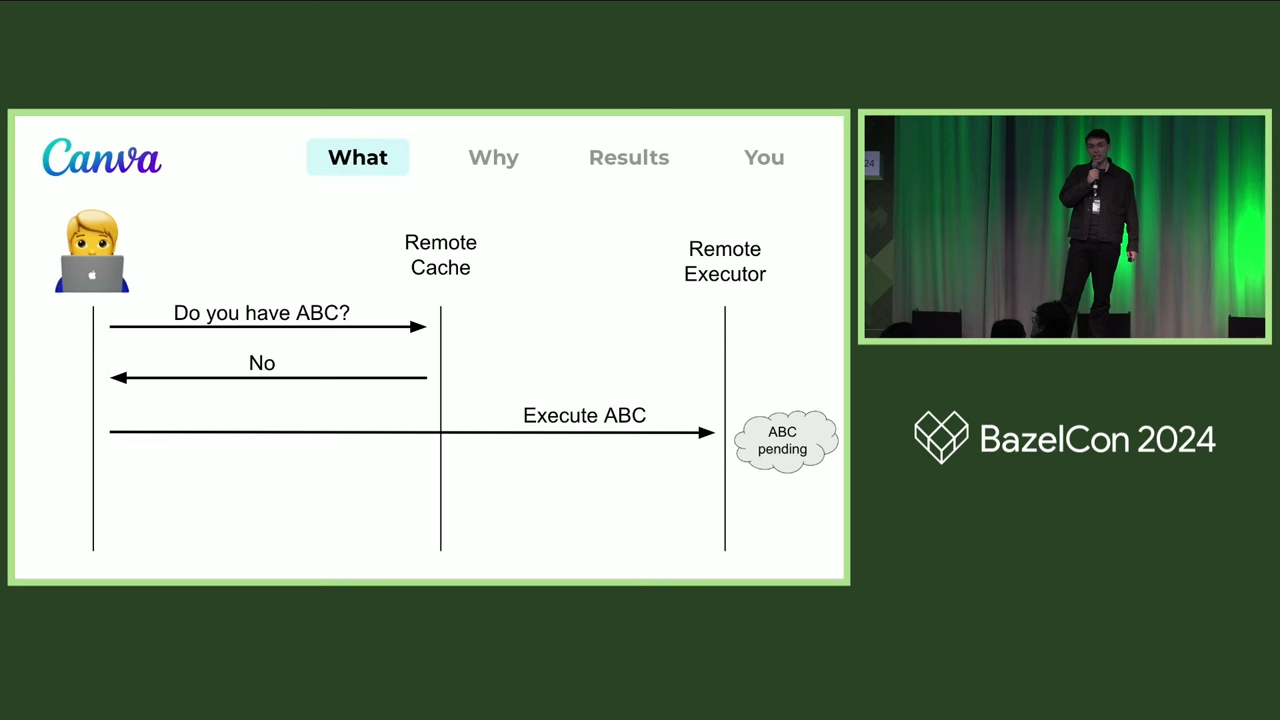 Canva
What
Why
Results
You
Remote
Cache
Remote
Executor
Do you have ABC?
No
Execute ABC
ABC
pending
24
BazelCon 2024